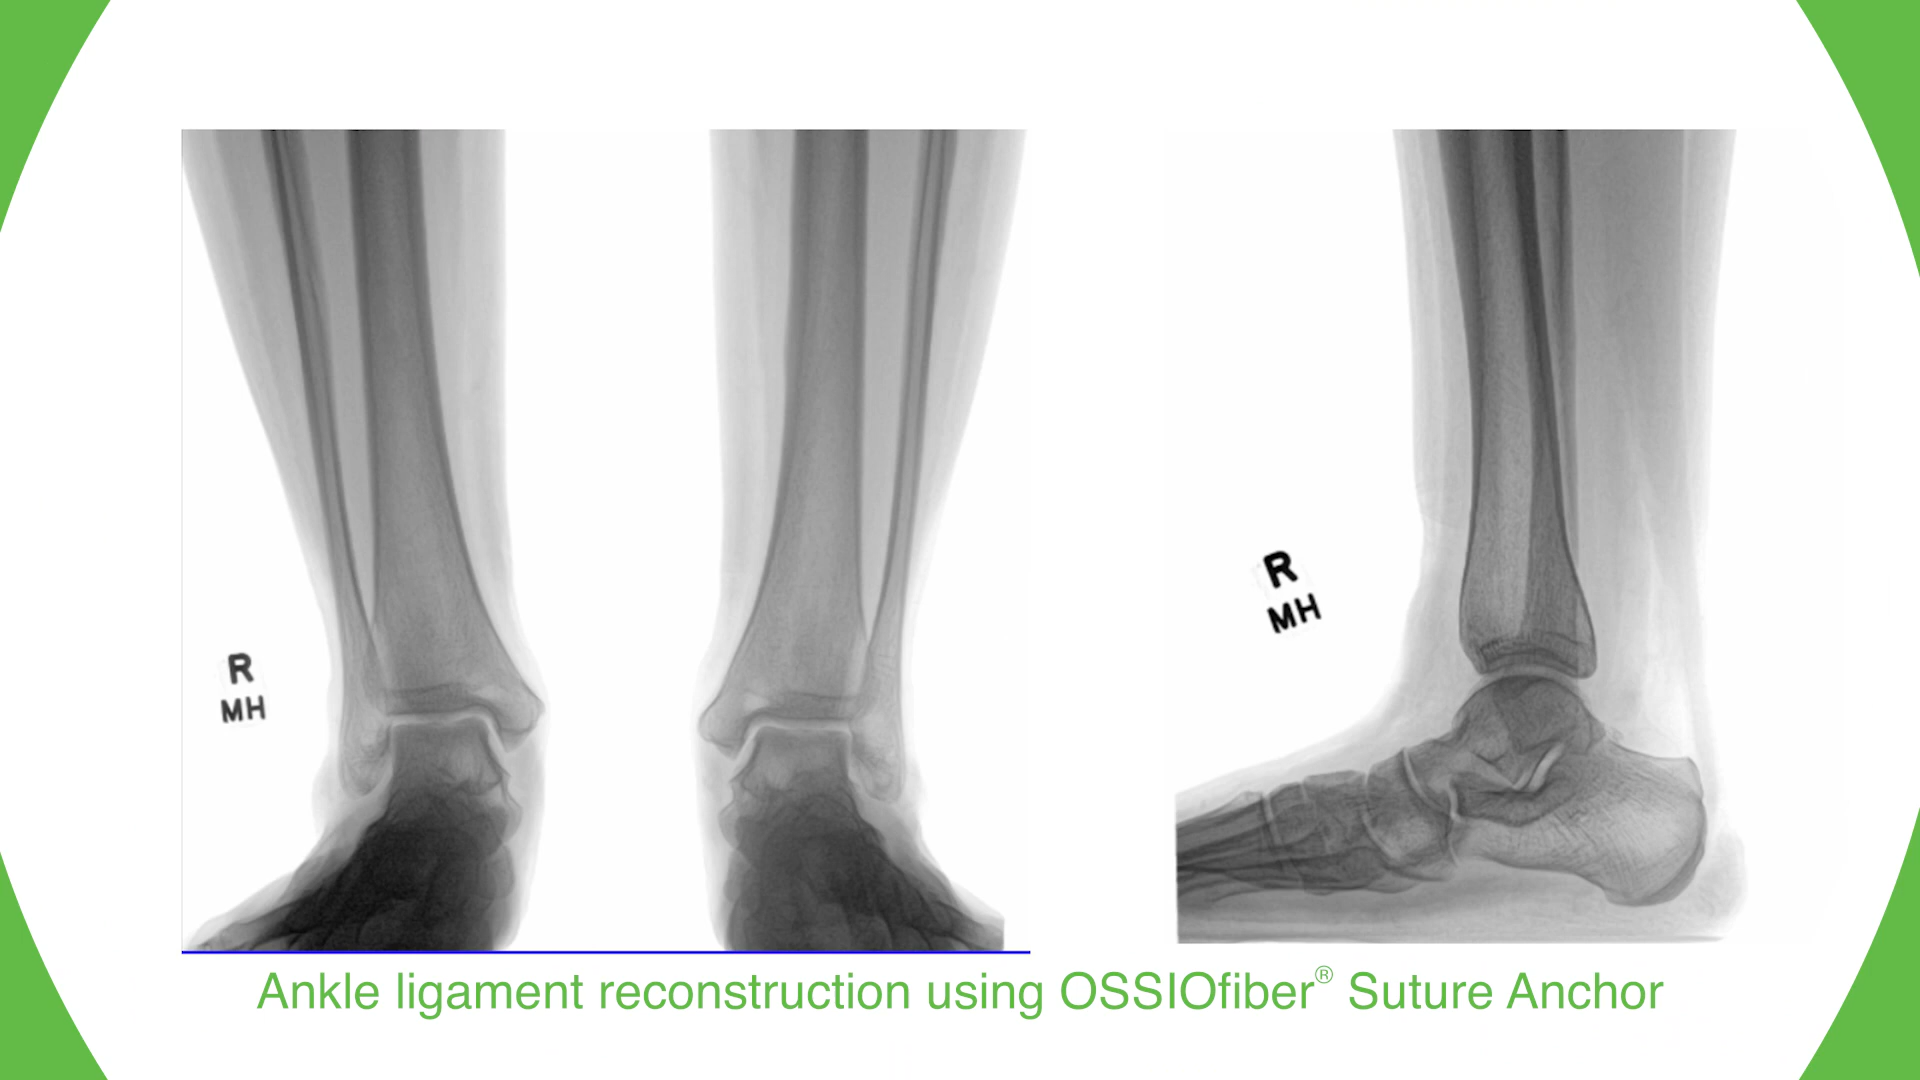 R
MH
R
MH
Ankle ligament reconstruction using OSSIOfiber® Suture Anchor